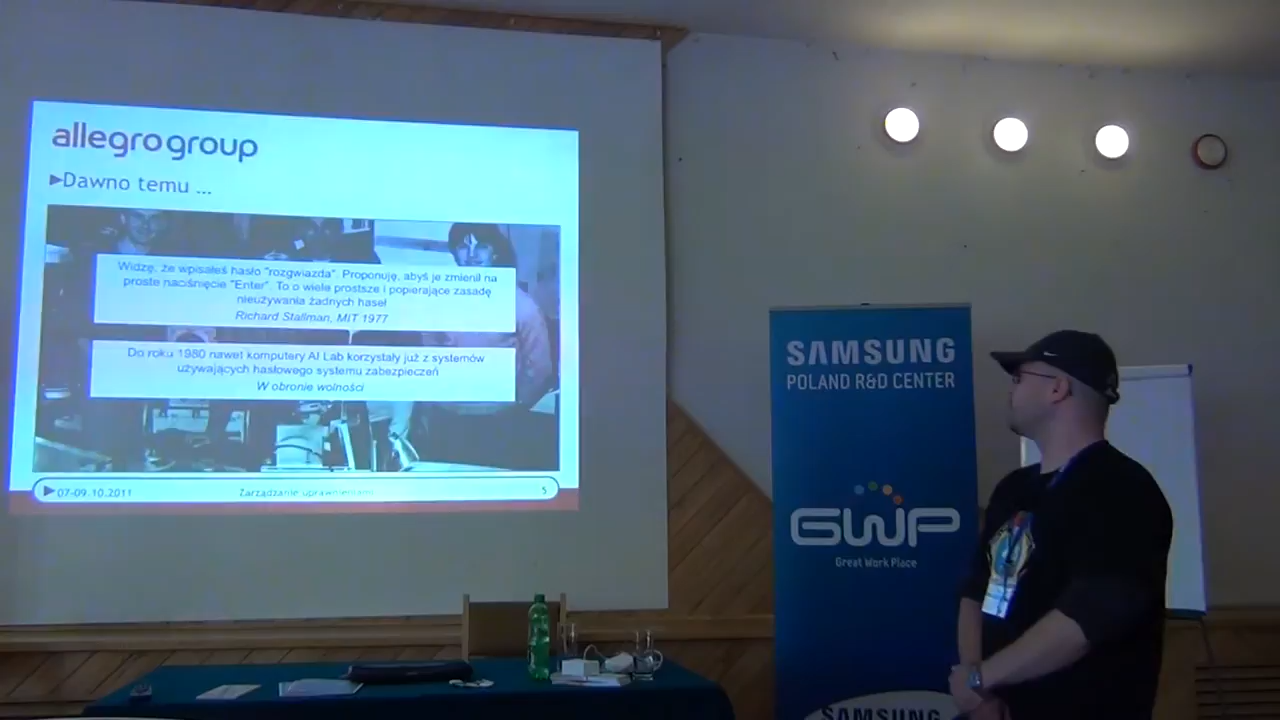 allegrogroup
►Dawno temu ...
Widzę, że wpisałeś hasło "rozgwiazda". Proponuję, abyś je zmienił na
proste naciśnięcie "Enter". To o wiele prostsze i popierające zasadę
nieużywania żadnych haseł
Richard Stallman, MIT 1977
Do roku 1980 nawet komputery AI Lab korzystały już z systemów
używających hasłowego systemu zabezpieczeń
W obronie wolności
►07-09.10.2011
Zarządzanie uprawnieniami
5
SAMSUNG
POLAND R&D CENTER
GWP
Great Work Place
SAMSUNG